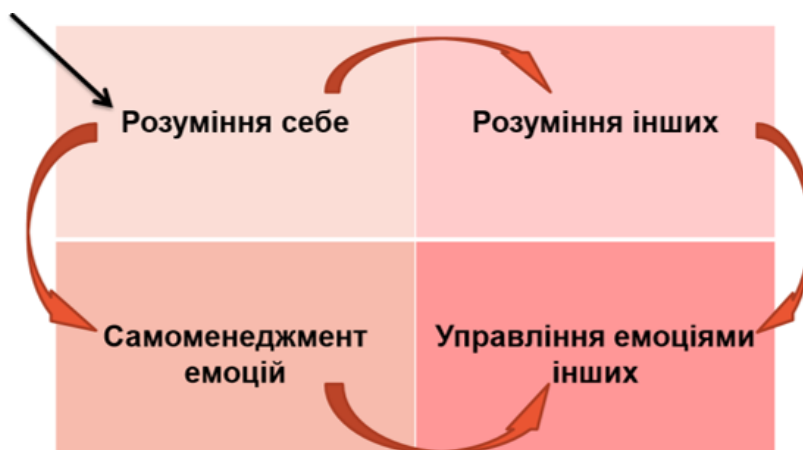 Розуміння себе
Розуміння інших
Самоменеджмент
емоцій
Управління емоціями
інших